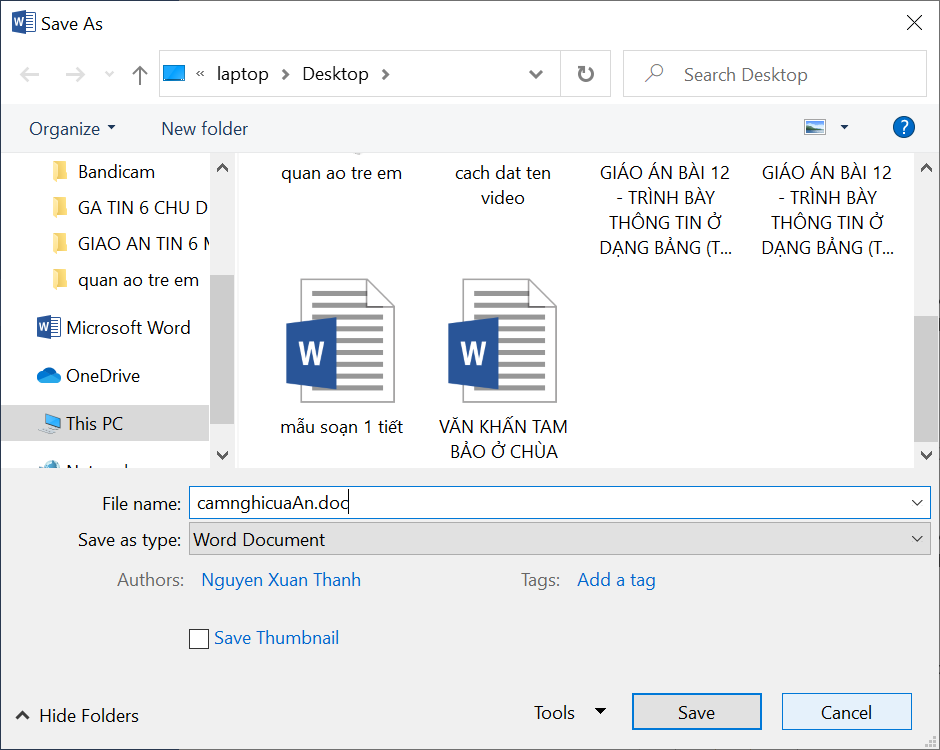 Save As
« laptop > Desktop >
Search Desktop
Organize
New folder
Bandicam
GA TIN 6 CHU D
GIAO AN TIN 6 M
quan ao tre em
Microsoft Word
OneDrive
This PC
quan ao tre em
cach dat ten
video
GIÁO ÁN BÀI 12
- TRÌNH BÀY
THÔNG TIN Ở
DẠNG BẢNG (T...
GIÁO ÁN BÀI 12
- TRÌNH BÀY
THÔNG TIN Ở
DẠNG BẢNG (T...
mẫu soạn 1 tiết
VĂN KHẤN TAM
BẢO Ở CHÙA
File name: camnghicuaAn.doc
Save as type: Word Document
Authors: Nguyen Xuan Thanh
Tags: Add a tag
Save Thumbnail
Hide Folders
Tools
Save
Cancel